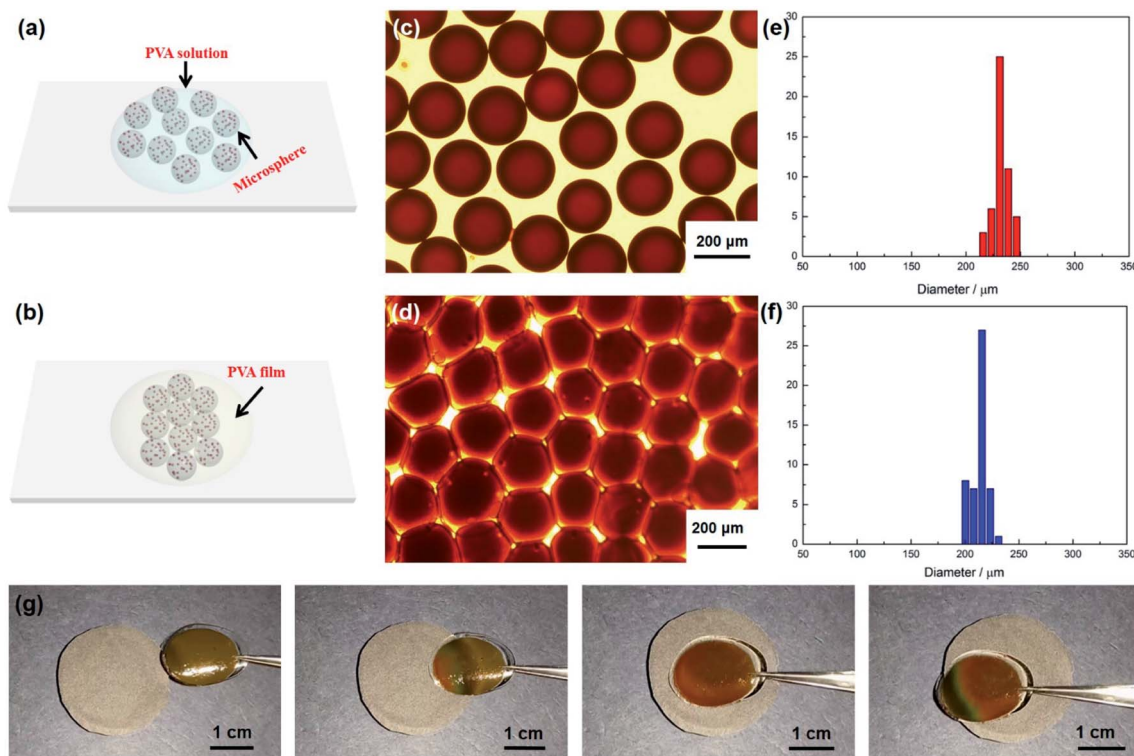 (a)
PVA solution
Microsphere
(c)
200 µm
(e)
30
25
20
15
10
5
0
50 100 150 200 250 300 350
Diameter / µm
(b)
PVA film
(d)
200 µm
(f)
30
25
20
15
10
5
0
50 100 150 200 250 300 350
Diameter / µm
(g)
1 cm
1 cm
1 cm
1 cm